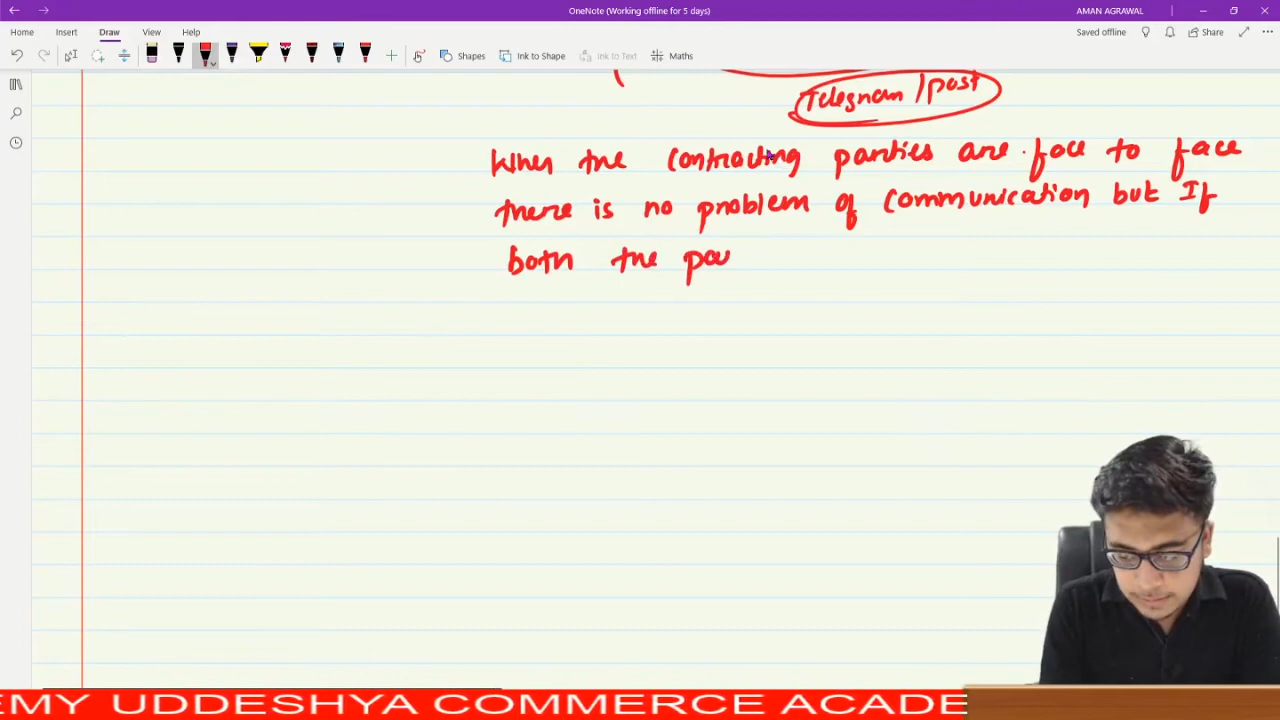 OneNote (Working offline for 5 days)
AMAN AGRAWAL
Home Insert Draw View Help
Saved offline Share
Shapes Ink to Shape Ink to Text Maths
Telegram / post
When the contracting parties are face to face
there is no problem of communication but If
both the par
EMY UDDESHYA COMMERCE ACADE